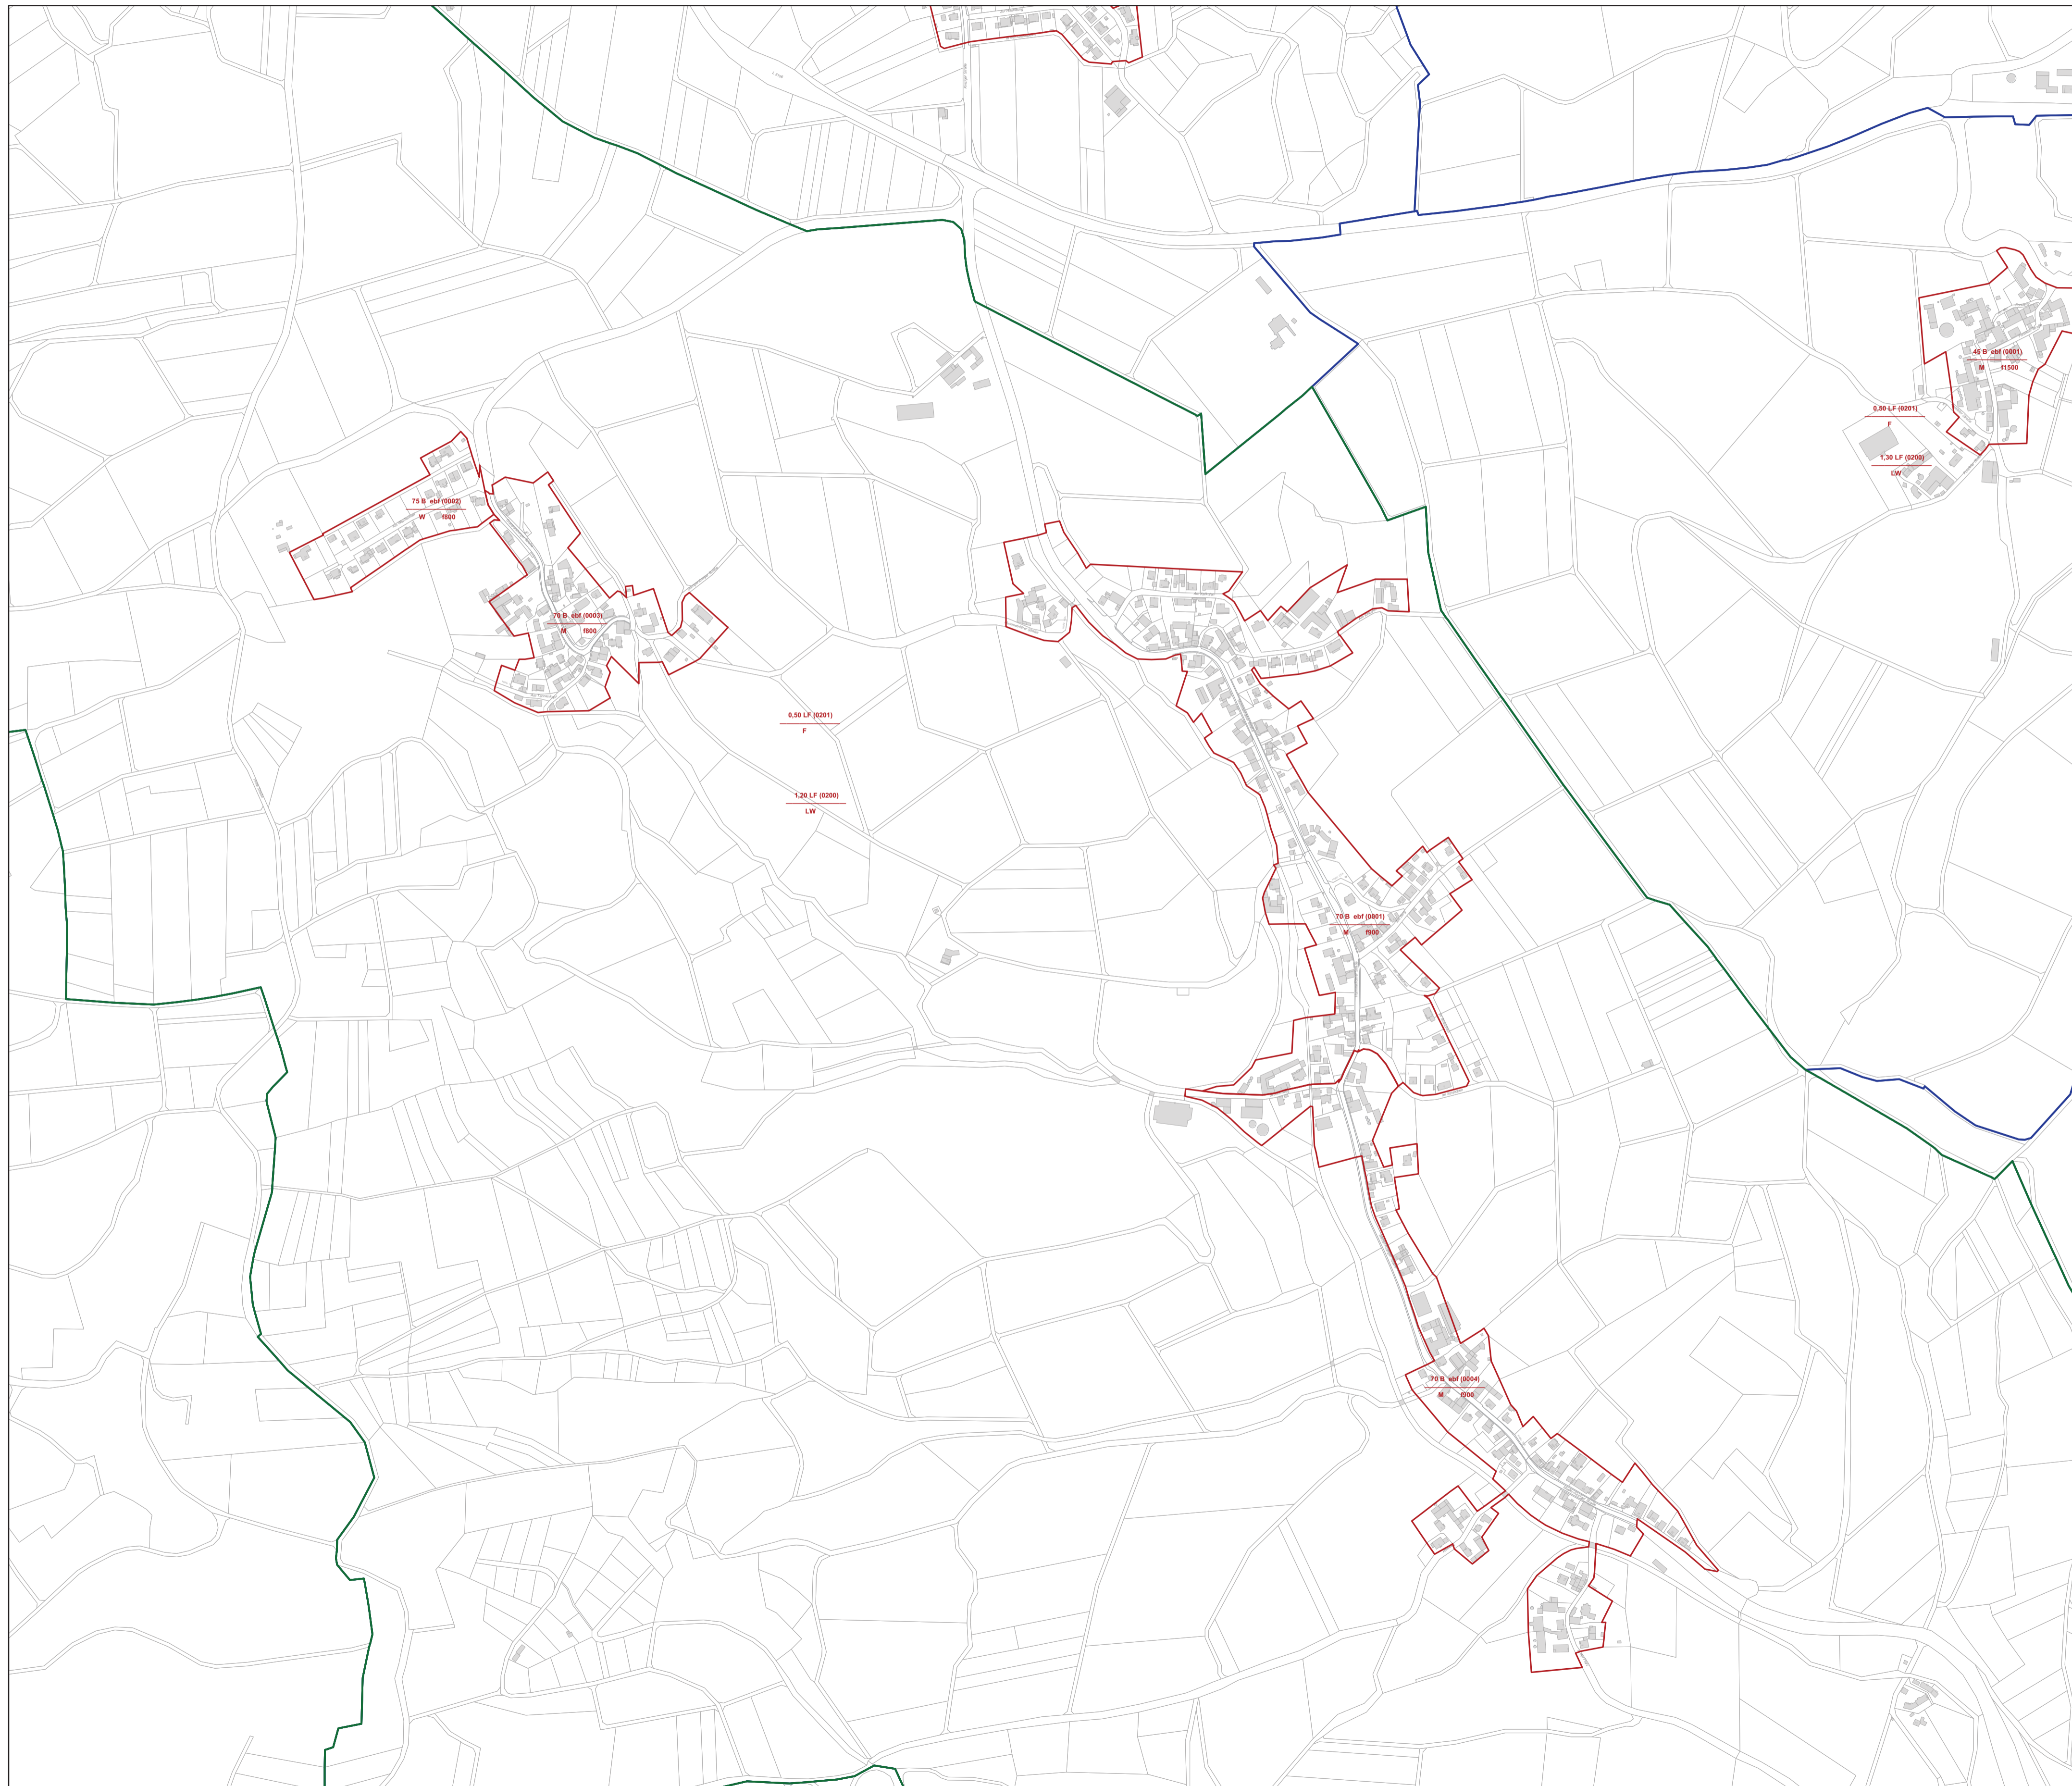 45 B ebf (0001)
M f1500
0,50 LF (0201)
F
1,30 LF (0200)
LW
75 B ebf (0002)
W f800
70 B ebf (0003)
M f800
0,50 LF (0201)
F
1,20 LF (0200)
LW
70 B ebf (0001)
M f900
70 B ebf (0004)
M f900